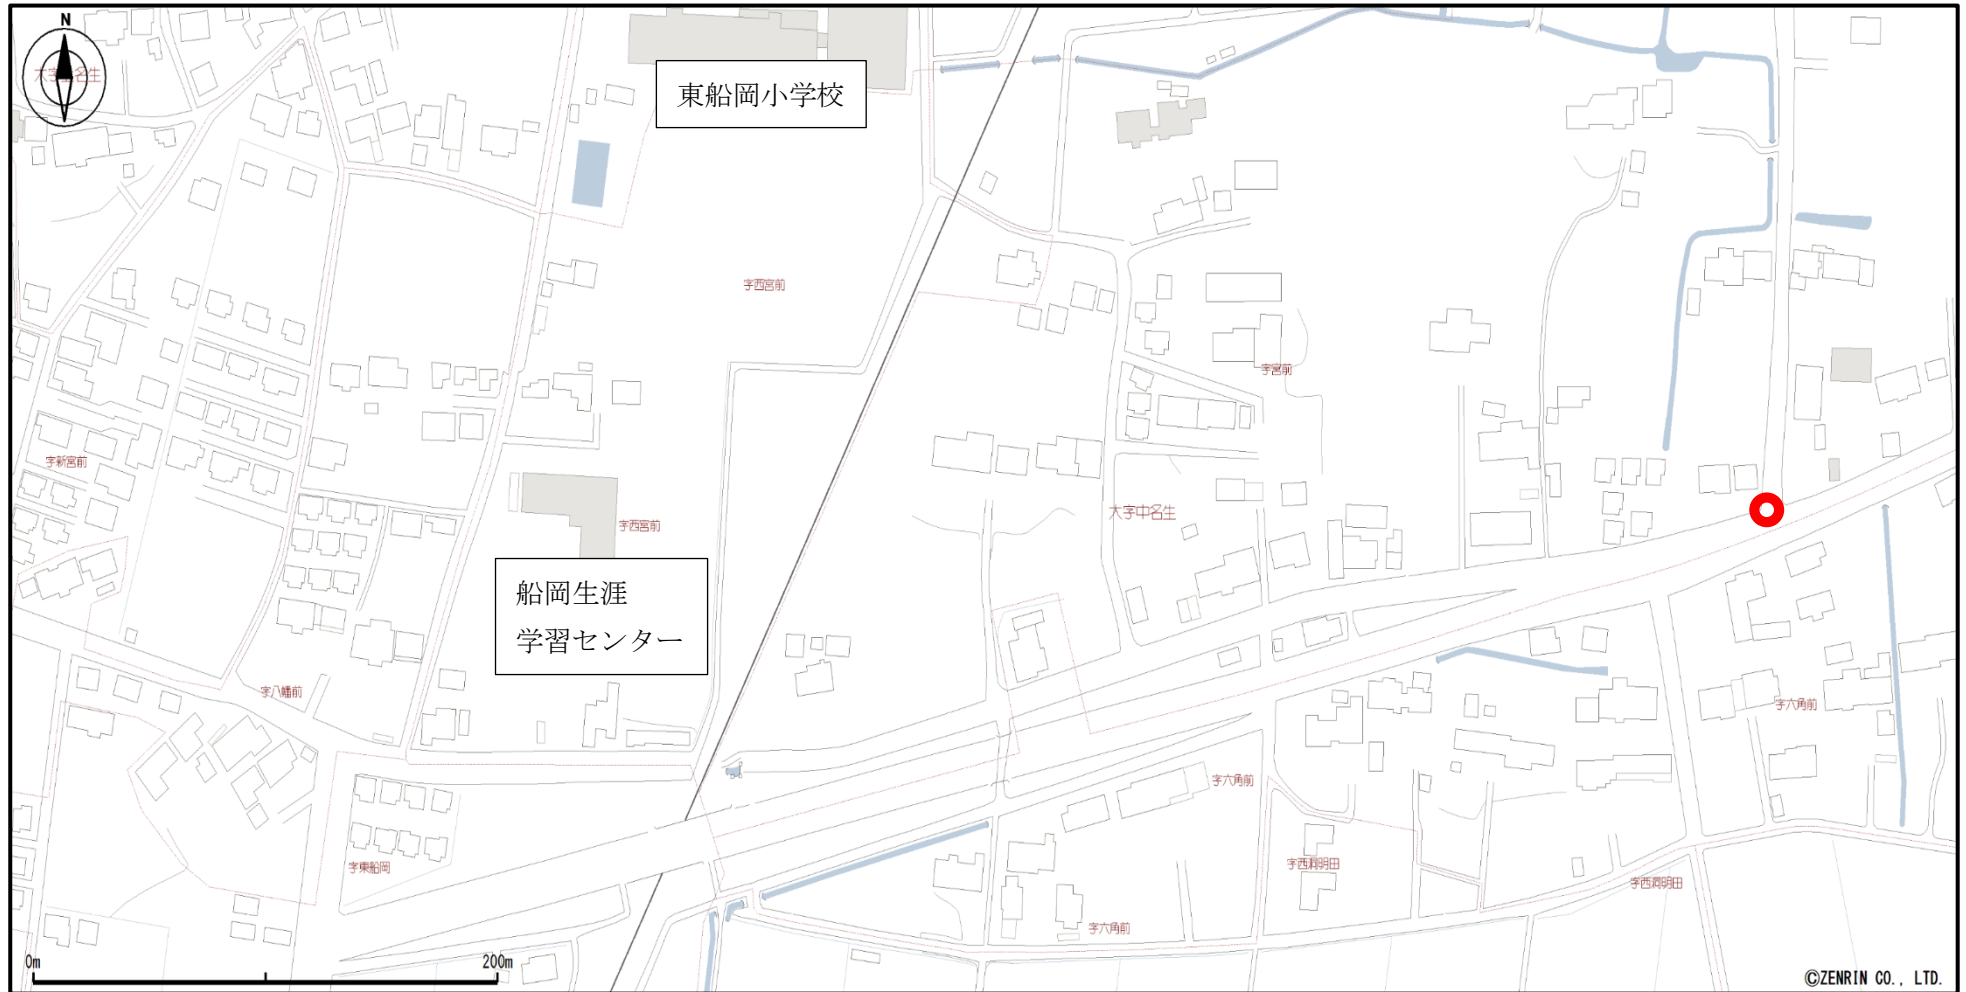 N
東船岡小学校
字西宮前
字宮前
字新宮前
大字中名生
字西宮前
船岡生涯
学習センター
字八幡前
字六角前
字六角前
字東船岡
字西洞明田
字西洞明田
字六角前
0m
200m
©ZENRIN CO., LTD.